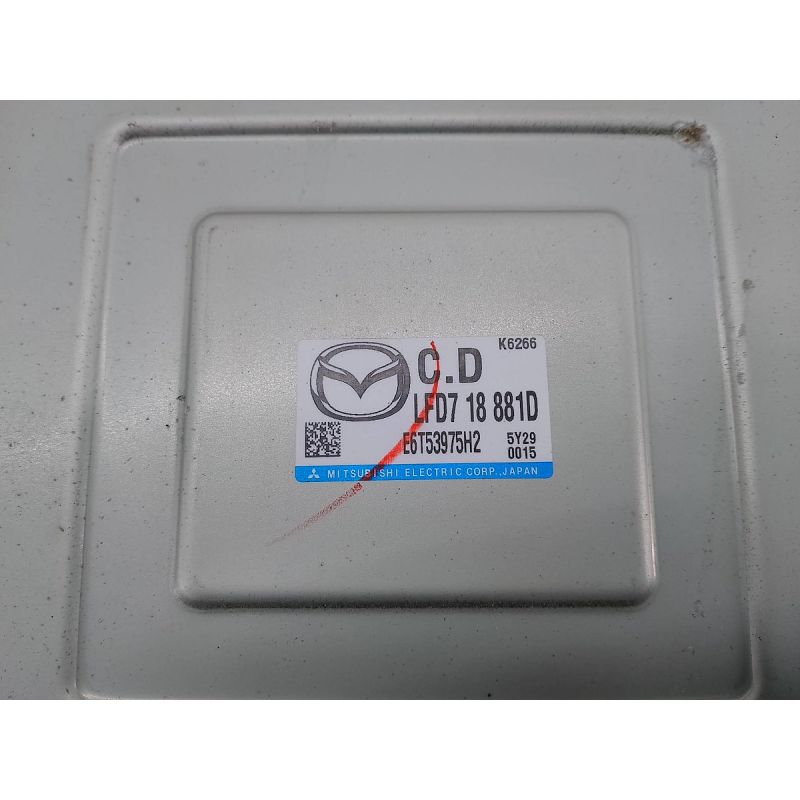 K6266
C.D
LFD7 18 881D
E6T53975H2 5Y29
0015
MITSUBISHI ELECTRIC CORP., JAPAN